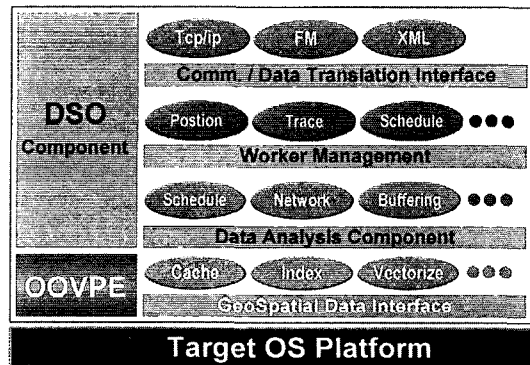 Tcp/ip FM XML
Comm. / Data Translation Interface
DSO
Component
Postion Trace Schedule
Worker Management
Schedule Network Buffering
Data Analysis Component
OOVPE
Cache Index Vectorize
GeoSpatial Data Interface
Target OS Platform